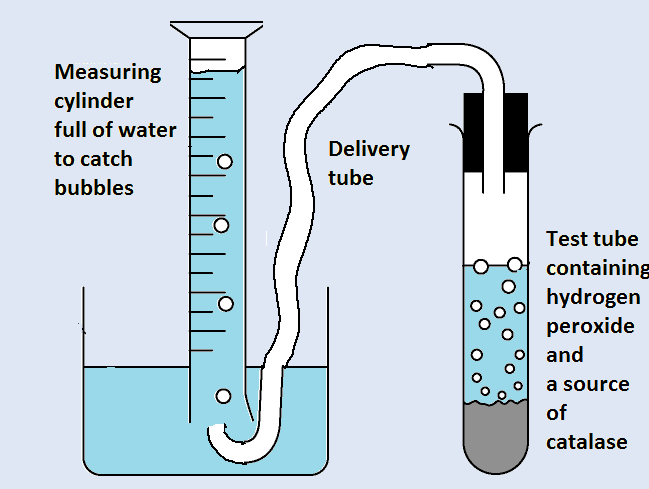 Measuring
cylinder
full of water
to catch
bubbles
Delivery
tube
Test tube
containing
hydrogen
peroxide
and
a source
of
catalase